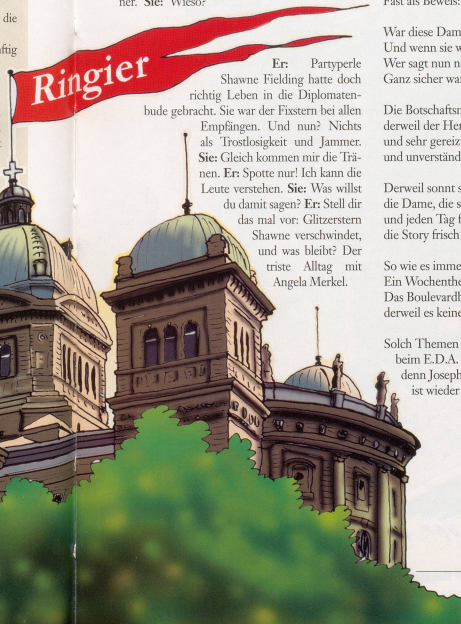 die
ftig
ner. Sie: Wieso?
Ringier
Er: Partyperle
Shawne Fielding hatte doch
richtig Leben in die Diplomaten-
bude gebracht. Sie war der Fixstern bei allen
Empfängen. Und nun? Nichts
als Trostlosigkeit und Jammer.
Sie: Gleich kommen mir die Trä-
nen. Er: Spotte nur! Ich kann die
Leute verstehen. Sie: Was willst
du damit sagen? Er: Stell dir
das mal vor: Glitzerstern
Shawne verschwindet,
und was bleibt? Der
triste Alltag mit
Angela Merkel.
Fast als Beweis:
War diese Dam
Und wenn sie w
Wer sagt nun n
Ganz sicher wa
Die Botschaftsm
derweil der Her
und sehr gereiz
und unverständ
Derweil sonnt s
die Dame, die s
und jeden Tag f
die Story frisch
So wie es imme
Ein Wochenthe
Das Boulevardb
derweil es keine
Solch Themen
beim E.D.A.
denn Joseph
ist wieder